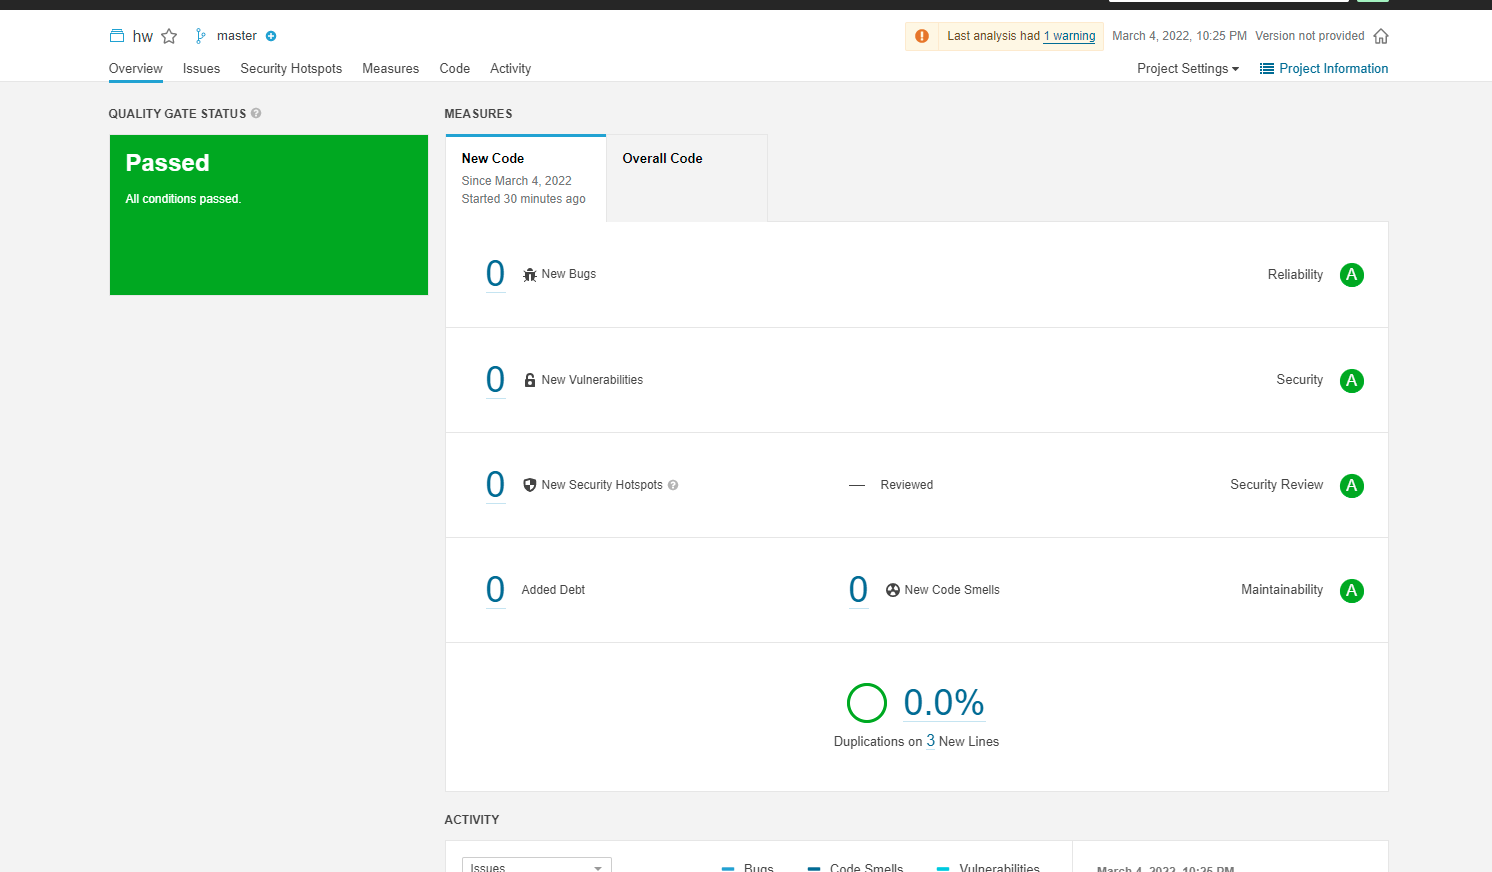 hw master
Last analysis had 1 warning March 4, 2022, 10:25 PM Version not provided
Overview Issues Security Hotspots Measures Code Activity
Project Settings Project Information
QUALITY GATE STATUS ?
Passed
All conditions passed.
MEASURES
New Code
Since March 4, 2022
Started 30 minutes ago
Overall Code
0 New Bugs Reliability A
0 New Vulnerabilities Security A
0 New Security Hotspots ? — Reviewed Security Review A
0 Added Debt 0 New Code Smells Maintainability A
0.0%
Duplications on 3 New Lines
ACTIVITY
Issues Bugs Code Smells Vulnerabilities March 4, 2022, 10:25 PM